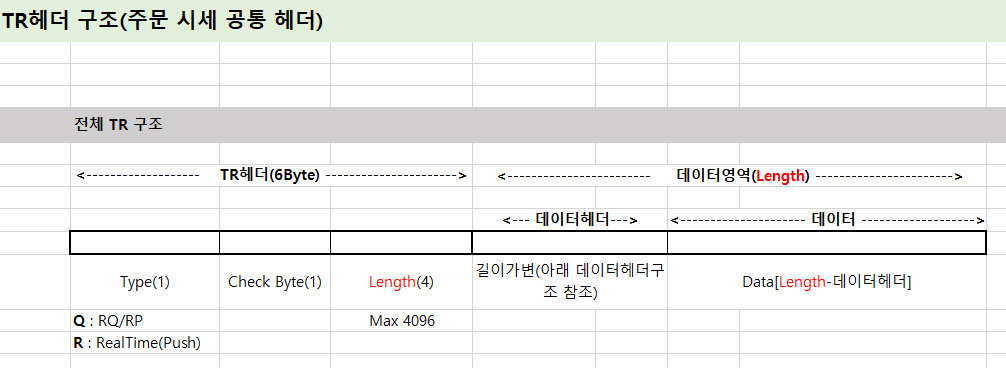 TR헤더 구조(주문 시세 공통 헤더)
전체 TR 구조
<------------------- TR헤더(6Byte) ----------------------> <------------------------ 데이터영역(Length) ----------------------->
<--- 데이터헤더---> <--------------------- 데이터 ------------------->
Type(1) Check Byte(1) Length(4) 길이가변(아래 데이터헤더구
조 참조) Data[Length-데이터헤더]
Q : RQ/RP Max 4096
R : RealTime(Push)